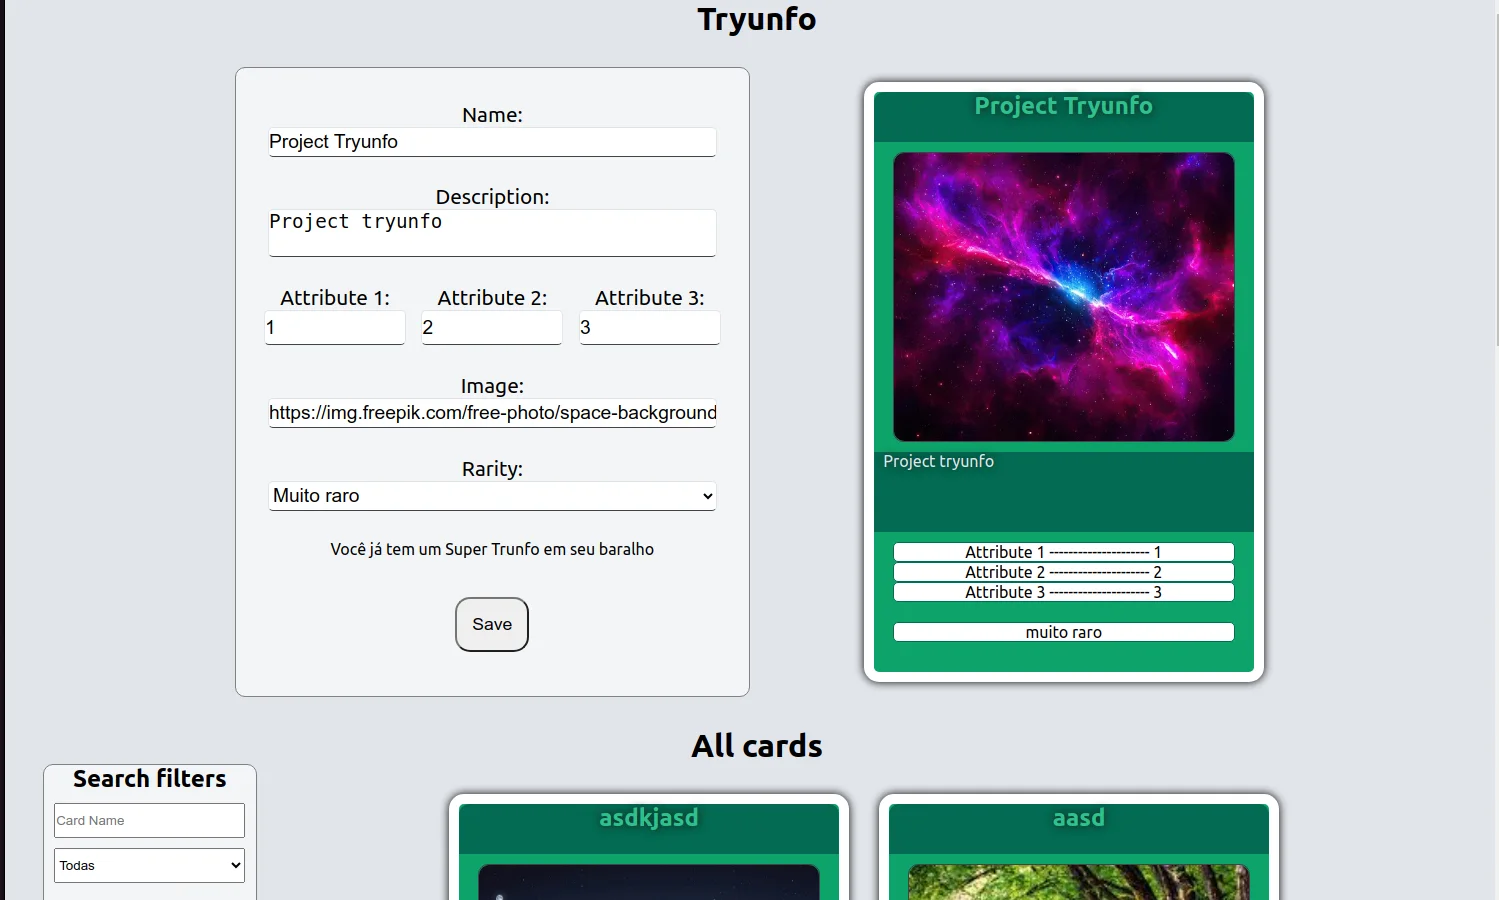 Tryunfo
Name:
Project Tryunfo
Description:
Project tryunfo
Attribute 1: Attribute 2: Attribute 3:
1 2 3
Image:
https://img.freepik.com/free-photo/space-background
Rarity:
Muito raro
Você já tem um Super Trunfo em seu baralho
Save
Project Tryunfo
Project tryunfo
Attribute 1 --------------------- 1
Attribute 2 --------------------- 2
Attribute 3 --------------------- 3
muito raro
All cards
Search filters
Card Name
Todas
asdkjasd
aasd